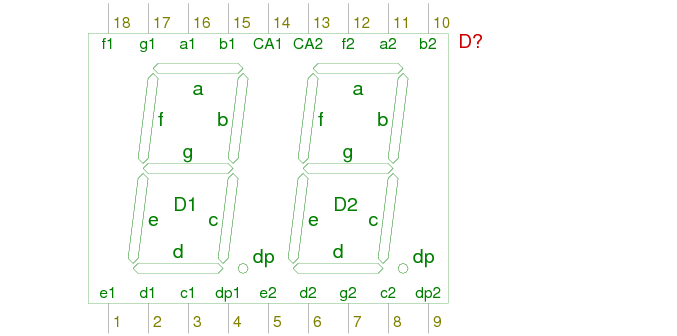 18 17 16 15 14 13 12 11 10
f1 g1 a1 b1 CA1 CA2 f2 a2 b2 D?
a a
f b f b
g g
D1 D2
e c e c
d dp d dp
e1 d1 c1 dp1 e2 d2 g2 c2 dp2
1 2 3 4 5 6 7 8 9